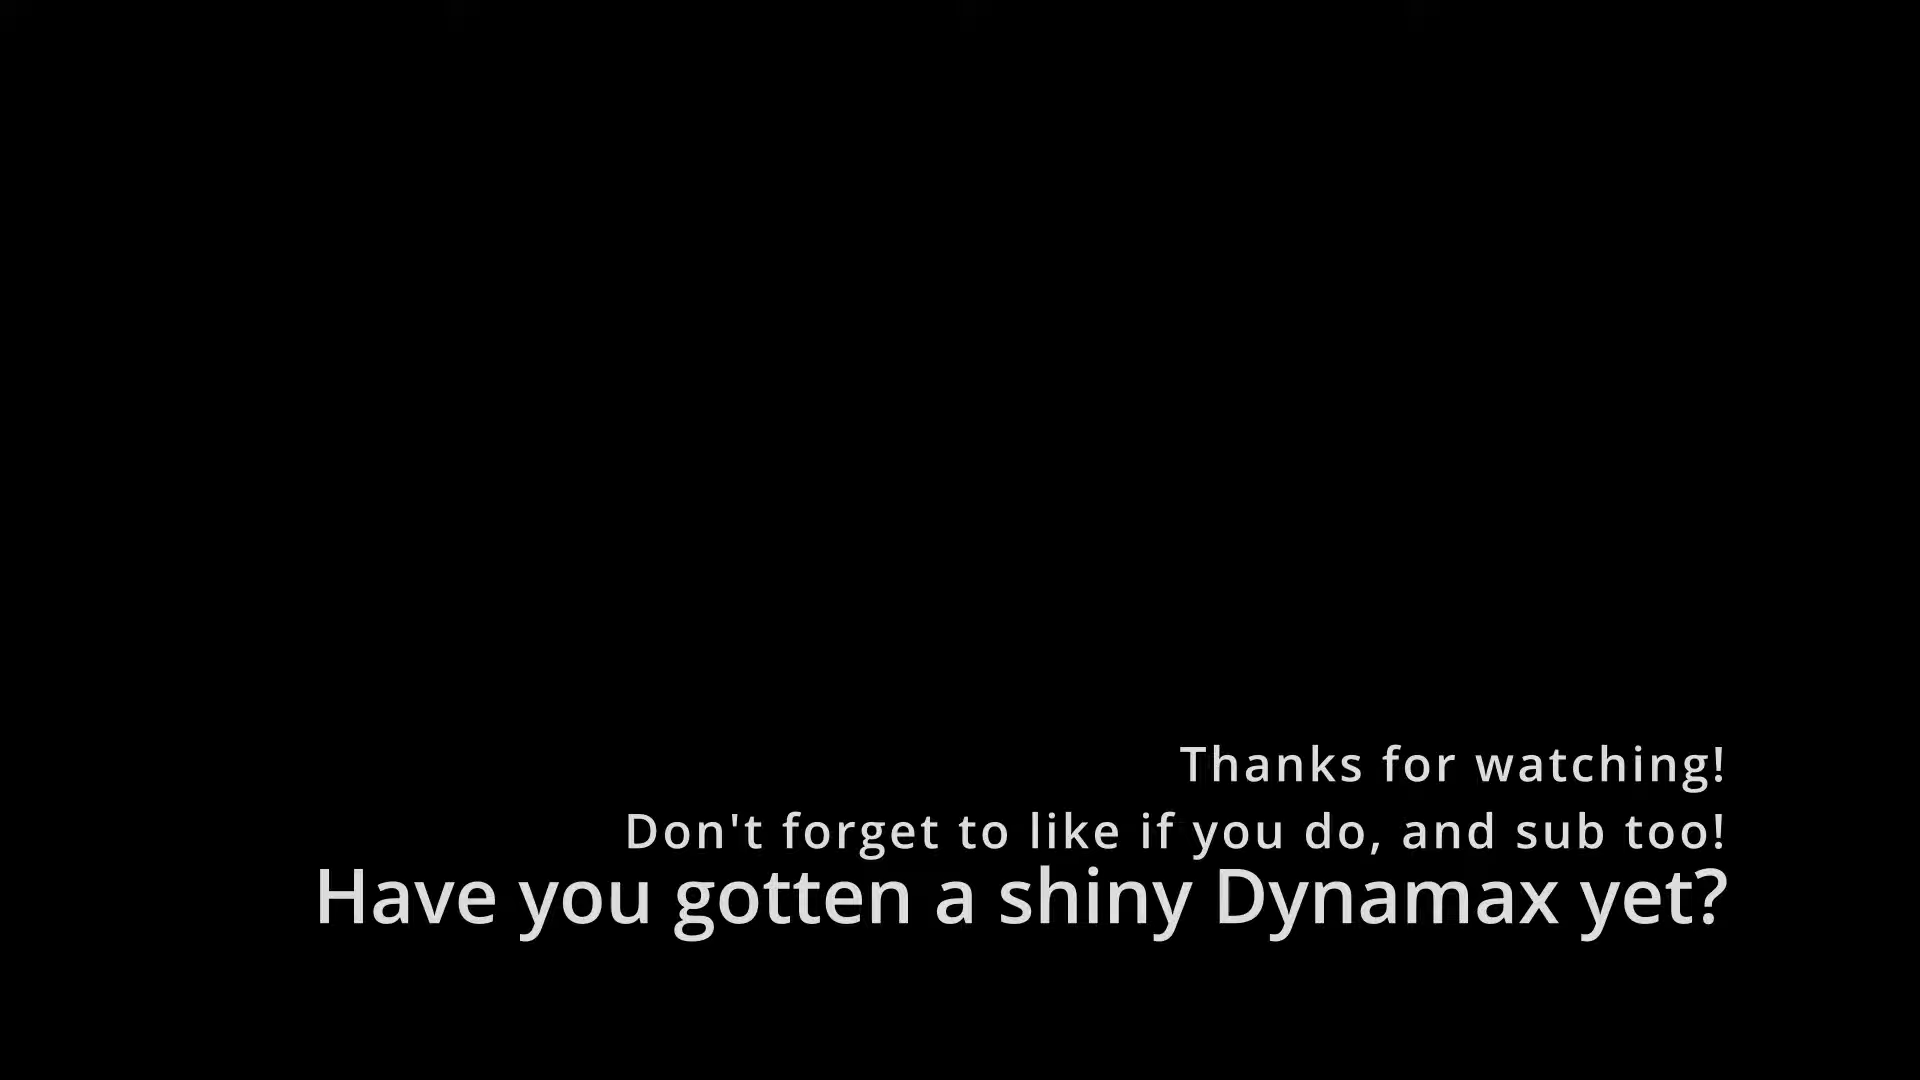 Thanks for watching!
Don't forget to like if you do, and sub too!
Have you gotten a shiny Dynamax yet?